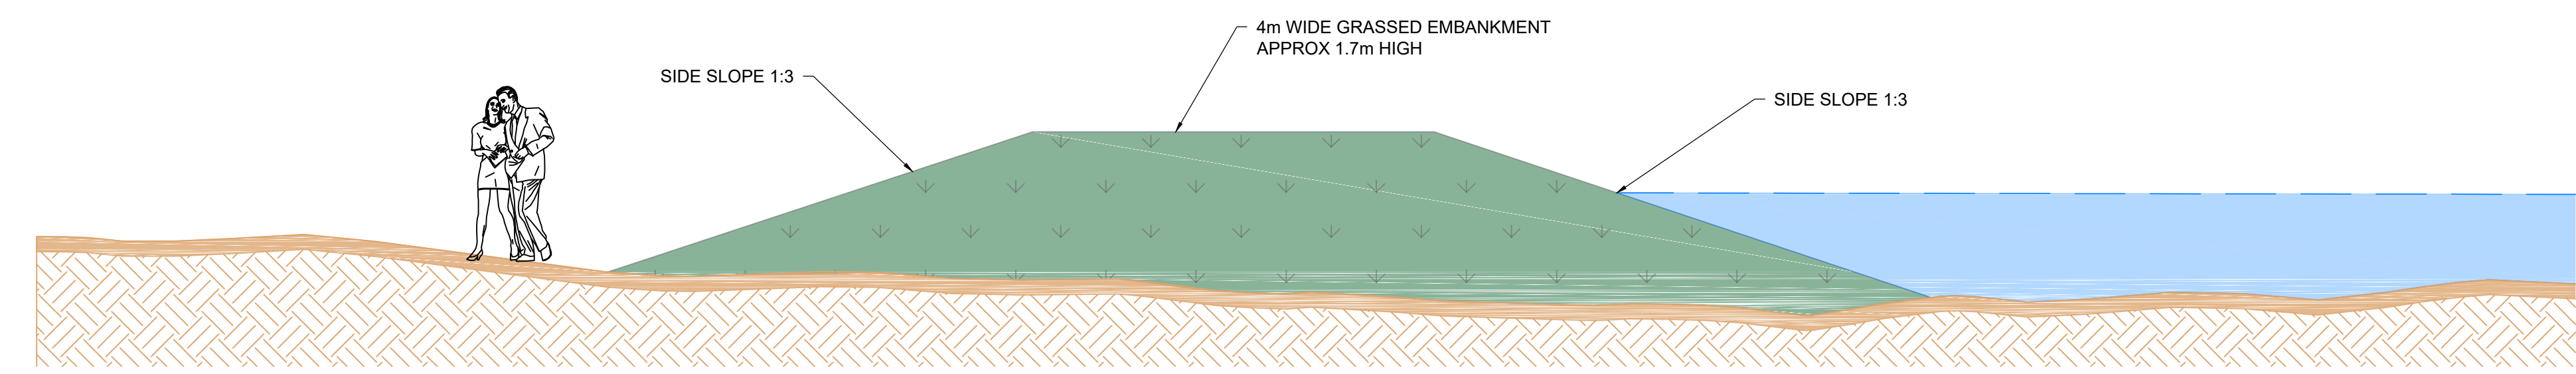 4m WIDE GRASSED EMBANKMENT
APPROX 1.7m HIGH
SIDE SLOPE 1:3
SIDE SLOPE 1:3